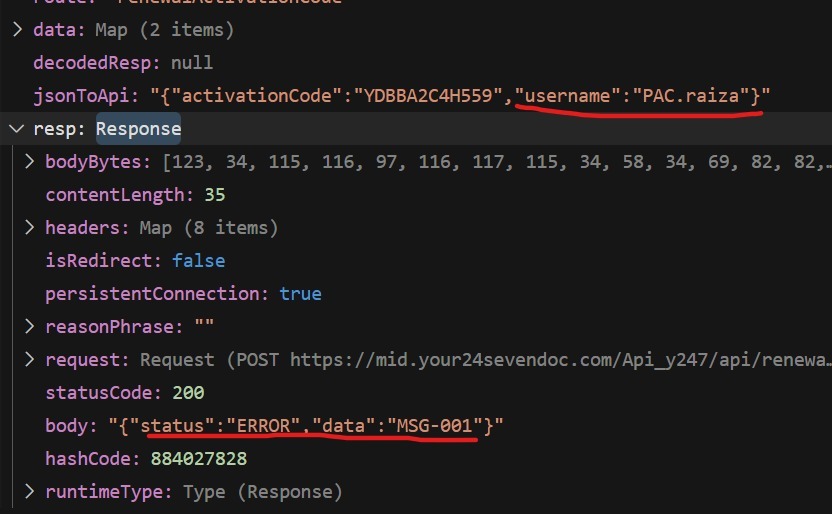 data: Map (2 items)
decodedResp: null
jsonToApi: "{"activationCode":"YDBBA2C4H559","username":"PAC.raiza"}"
resp: Response
bodyBytes: [123, 34, 115, 116, 97, 116, 117, 115, 34, 58, 34, 69, 82, 82,…
contentLength: 35
headers: Map (8 items)
isRedirect: false
persistentConnection: true
reasonPhrase: ""
request: Request (POST https://mid.your24sevendoc.com/Api_y247/api/renewa…
statusCode: 200
body: "{"status":"ERROR","data":"MSG-001"}"
hashCode: 884027828
runtimeType: Type (Response)